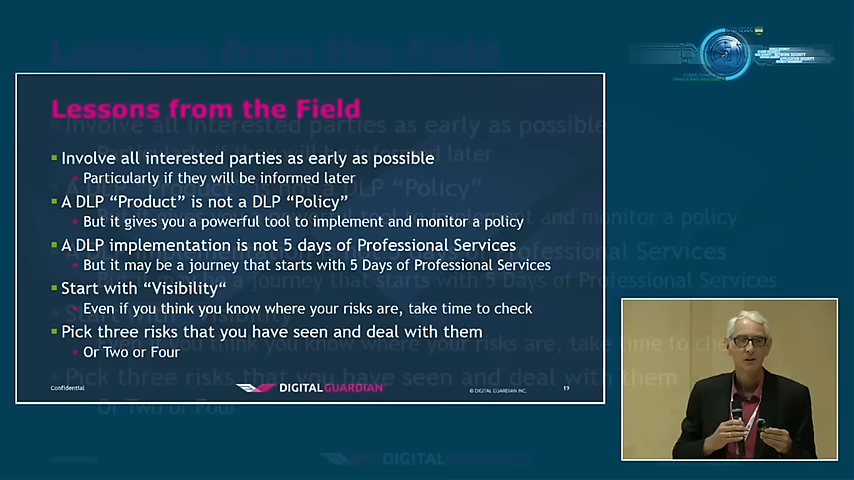 Lessons from the Field
Involve all interested parties as early as possible
Particularly if they will be informed later
A DLP “Product” is not a DLP “Policy”
But it gives you a powerful tool to implement and monitor a policy
A DLP implementation is not 5 days of Professional Services
But it may be a journey that starts with 5 Days of Professional Services
Start with “Visibility“
Even if you think you know where your risks are, take time to check
Pick three risks that you have seen and deal with them
Or Two or Four
Confidential
DIGITAL GUARDIAN
© DIGITAL GUARDIAN INC.
19